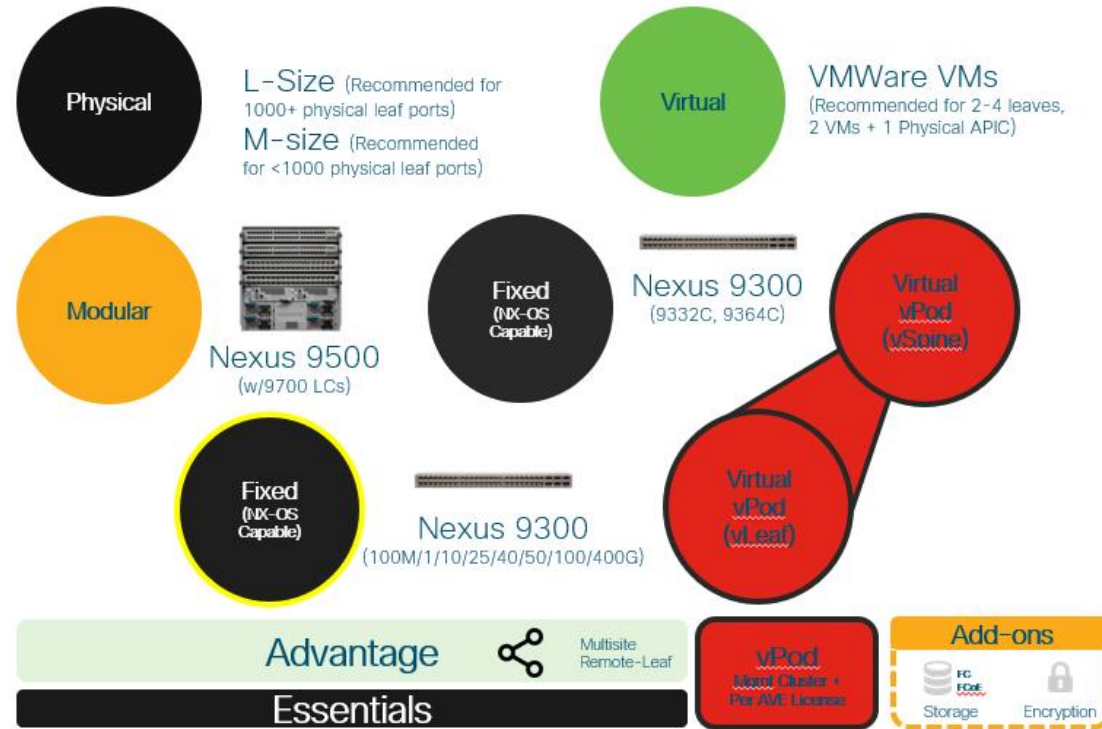 Physical
L-Size (Recommended for
1000+ physical leaf ports)
M-size (Recommended
for <1000 physical leaf ports)
Virtual
VMWare VMs
(Recommended for 2-4 leaves,
2 VMs + 1 Physical APIC)
Modular
Nexus 9500
(w/9700 LCs)
Fixed
(NX-OS
Capable)
Nexus 9300
(9332C, 9364C)
Virtual
vPod
(vSpine)
Fixed
(NX-OS
Capable)
Nexus 9300
(100M/1/10/25/40/50/100/400G)
Virtual
vPod
(vLeaf)
Advantage
Multisite
Remote-Leaf
Essentials
vPod
Mgmt Cluster +
Per AVE License
Add-ons
FC
FCoE
Storage
Encryption